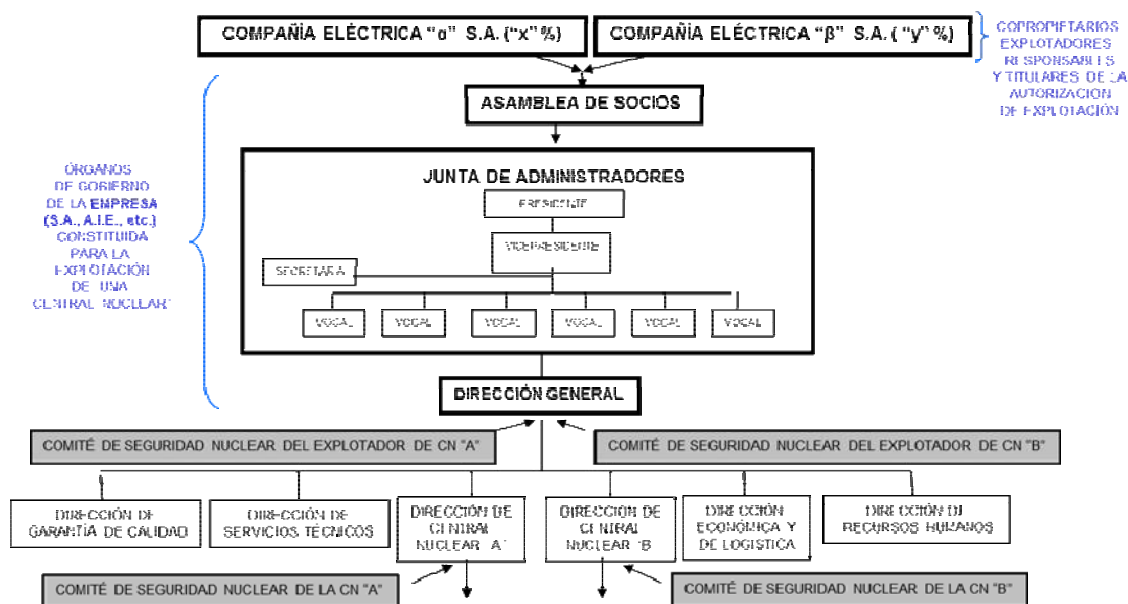 COMPAÑÍA ELÉCTRICA "α" S.A. ("x" %)
COMPAÑÍA ELÉCTRICA "β" S.A. ( "y" %)
COPROPIETARIOS
EXPLOTADORES
RESPONSABLES
Y TITULARES DE LA
AUTORIZACION
DE EXPLOTACIÓN
ASAMBLEA DE SOCIOS
ÓRGANOS
DE GOBIERNO
DE LA EMPRESA
(S.A., A.I.E., etc.)
CONSTITUIDA
PARA LA
EXPLOTACIÓN
DE UNA
CENTRAL NUCLEAR
JUNTA DE ADMINISTRADORES
PRESIDENTE
VICEPRESIDENTE
SECRETARIA
VOCAL
VOCAL
VOCAL
VOCAL
VOCAL
VOCAL
DIRECCIÓN GENERAL
COMITÉ DE SEGURIDAD NUCLEAR DEL EXPLOTADOR DE CN "A"
COMITÉ DE SEGURIDAD NUCLEAR DEL EXPLOTADOR DE CN "B"
DIRECCIÓN DE
GARANTÍA DE CALIDAD
DIRECCIÓN DE
SERVICIOS TÉCNICOS
DIRECCIÓN DE
CENTRAL
NUCLEAR "A"
DIRECCIÓN DE
CENTRAL
NUCLEAR "B"
DIRECCIÓN
ECONÓMICA Y
DE LOGISTICA
DIRECCIÓN DE
RECURSOS HUMANOS
COMITÉ DE SEGURIDAD NUCLEAR DE LA CN "A"
COMITÉ DE SEGURIDAD NUCLEAR DE LA CN "B"